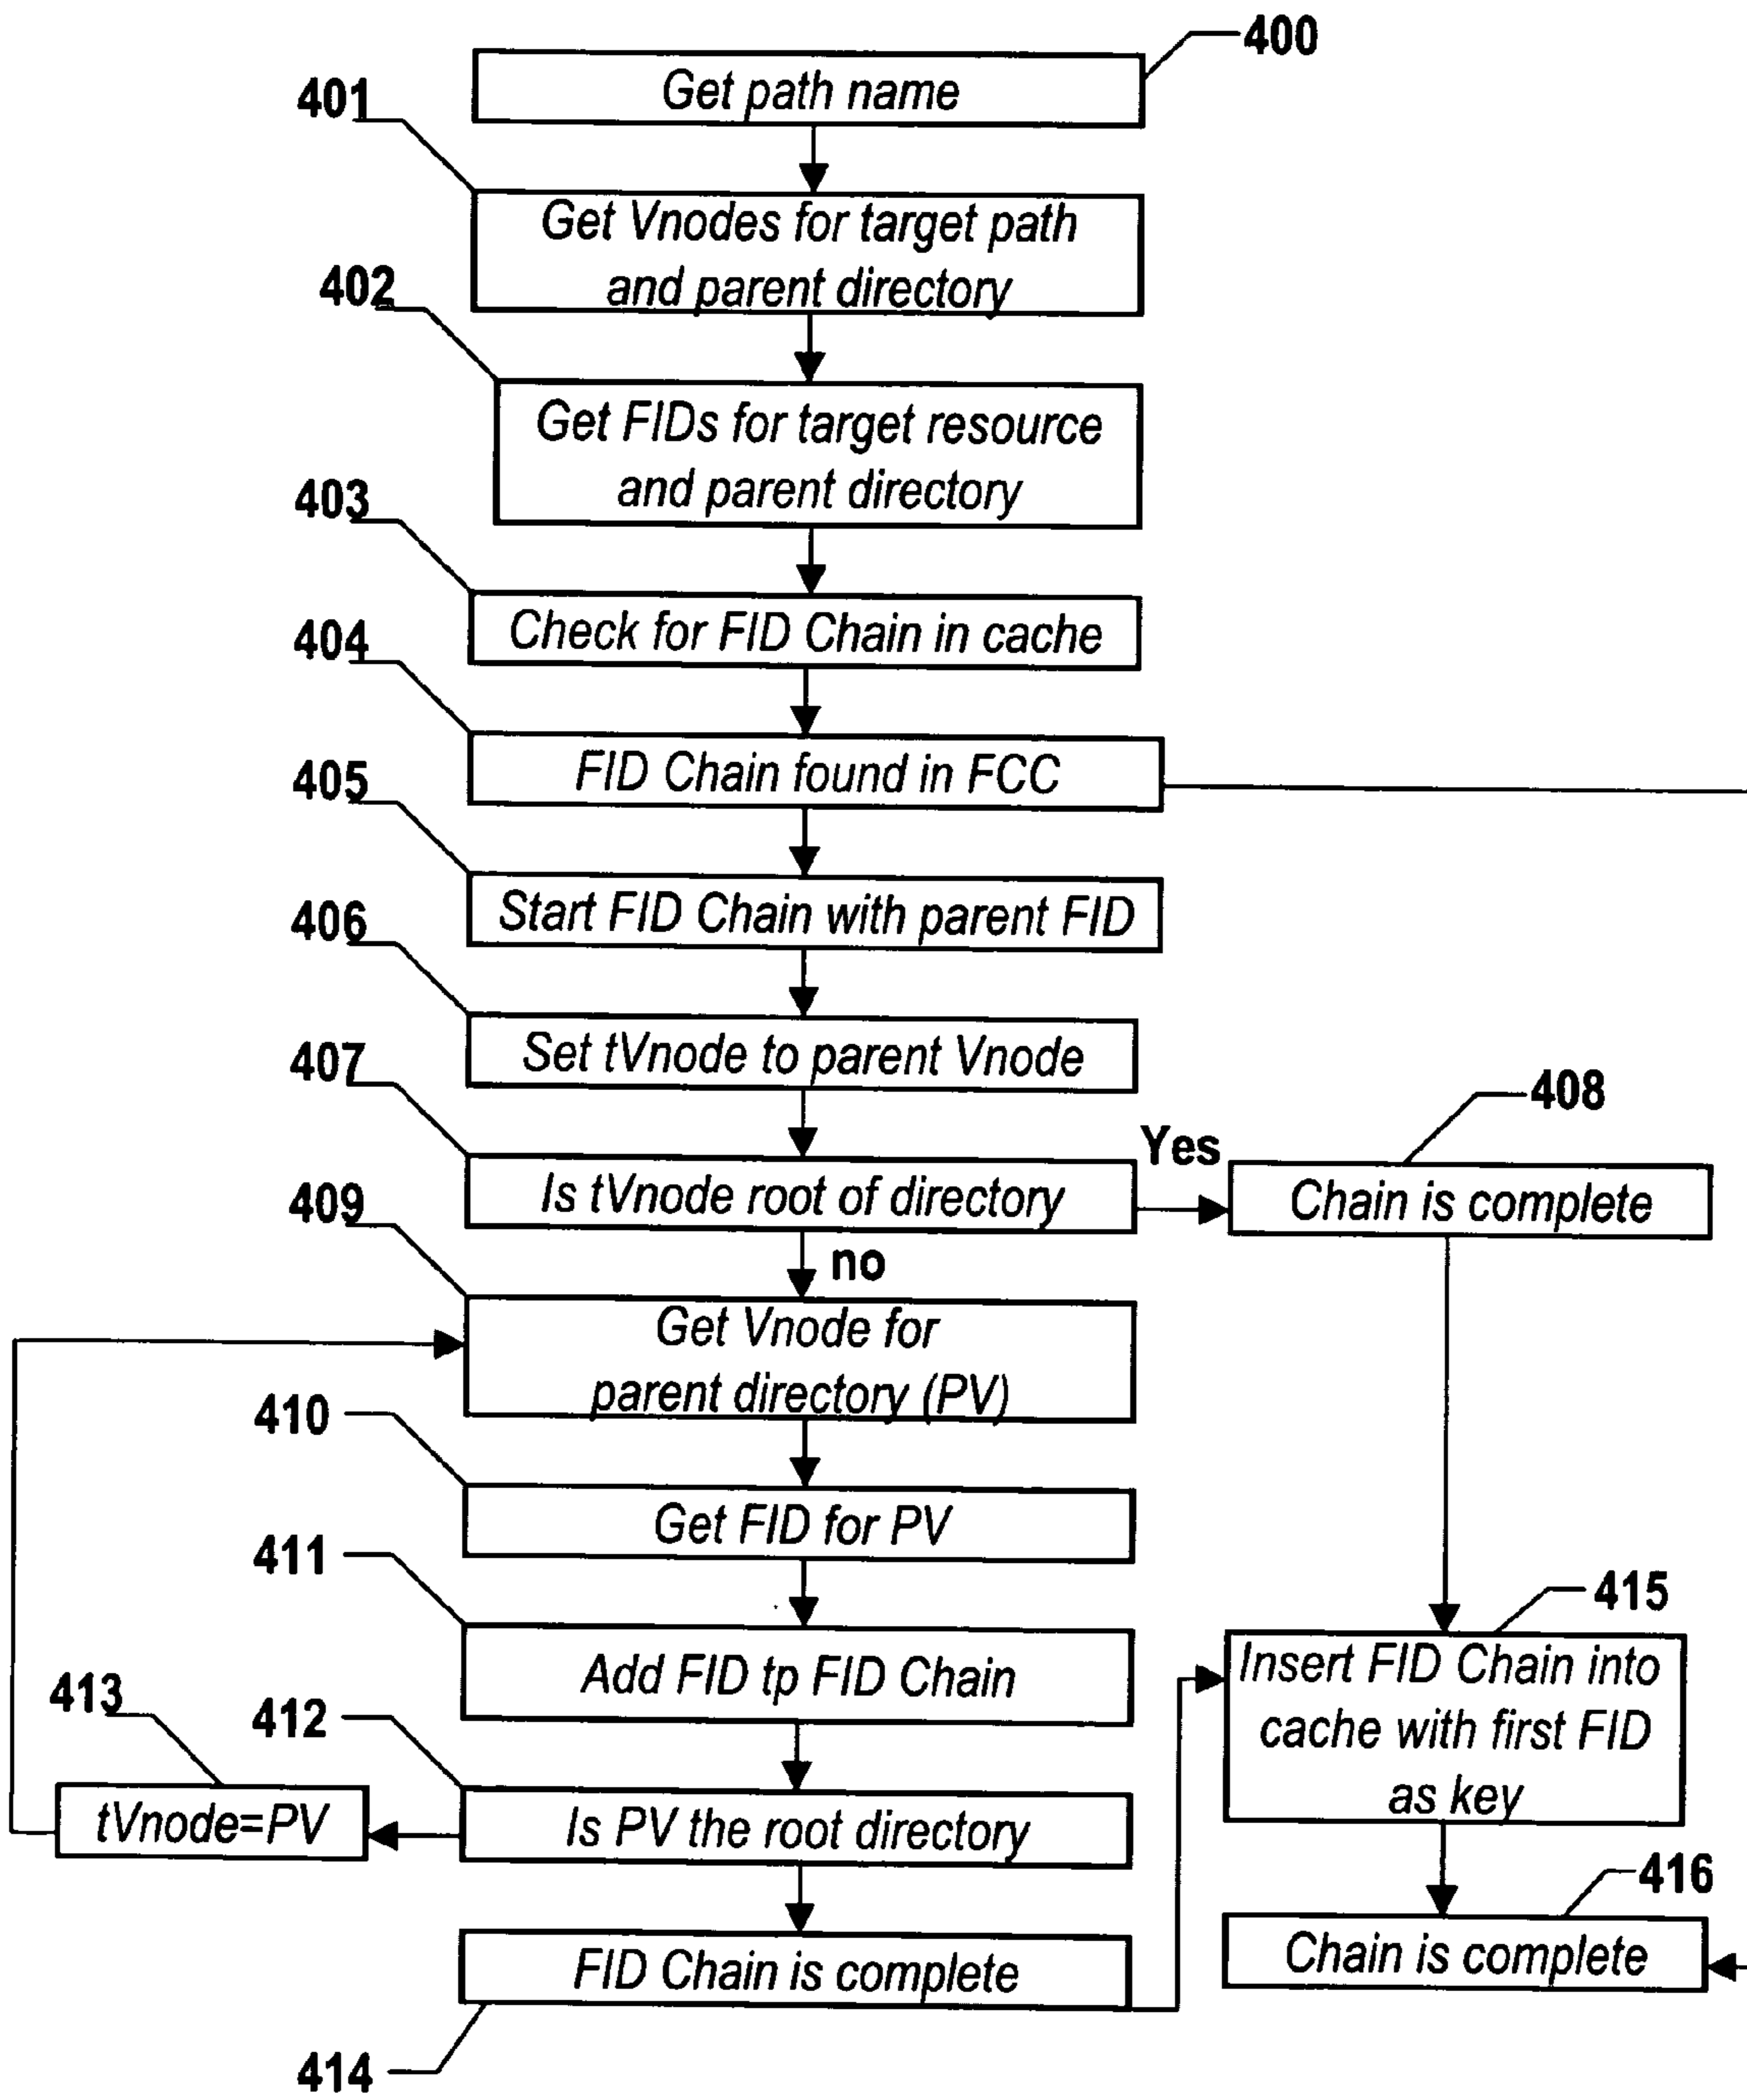 400
Get path name
401
Get Vnodes for target path
and parent directory
402
Get FIDs for target resource
and parent directory
403
Check for FID Chain in cache
404
FID Chain found in FCC
405
Start FID Chain with parent FID
406
Set tVnode to parent Vnode
407
Is tVnode root of directory
Yes
408
Chain is complete
no
409
Get Vnode for
parent directory (PV)
410
Get FID for PV
411
Add FID tp FID Chain
412
Is PV the root directory
413
tVnode=PV
414
FID Chain is complete
415
Insert FID Chain into
cache with first FID
as key
416
Chain is complete